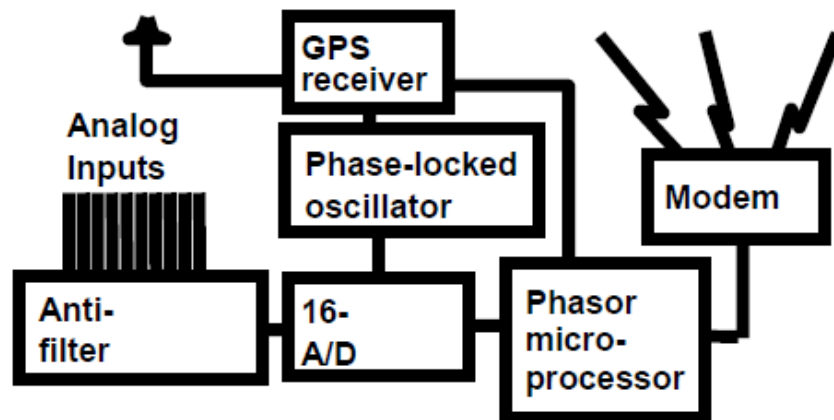 GPS
receiver
Analog
Inputs
Phase-locked
oscillator
Modem
Anti-
filter
16-
A/D
Phasor
micro-
processor